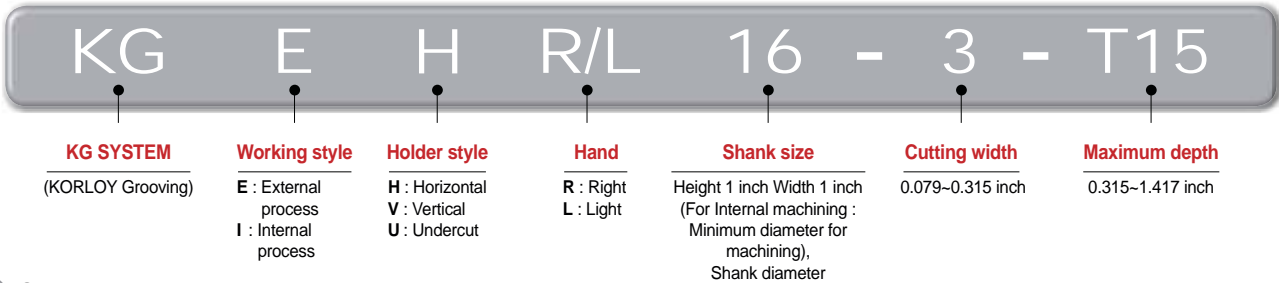 KG E H R/L 16 - 3 - T15
KG SYSTEM
(KORLOY Grooving)
Working style
E : External
process
I : Internal
process
Holder style
H : Horizontal
V : Vertical
U : Undercut
Hand
R : Right
L : Light
Shank size
Height 1 inch Width 1 inch
(For Internal machining :
Minimum diameter for
machining),
Shank diameter
Cutting width
0.079~0.315 inch
Maximum depth
0.315~1.417 inch